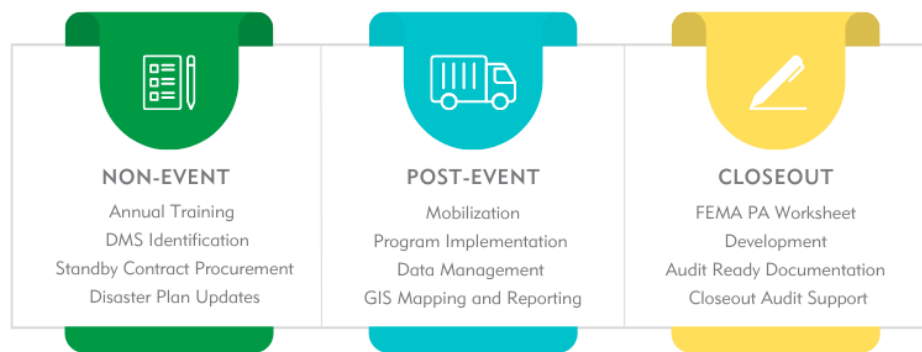 NON-EVENT
Annual Training
DMS Identification
Standby Contract Procurement
Disaster Plan Updates
POST-EVENT
Mobilization
Program Implementation
Data Management
GIS Mapping and Reporting
CLOSEOUT
FEMA PA Worksheet
Development
Audit Ready Documentation
Closeout Audit Support